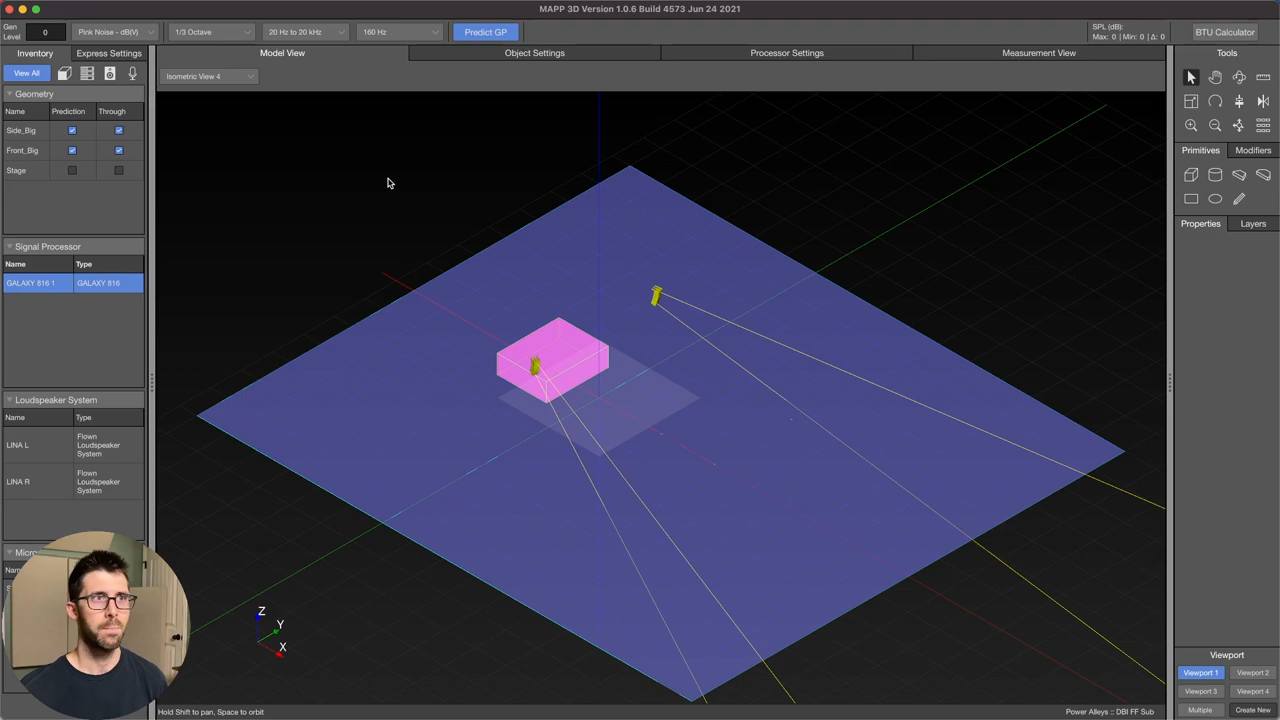 MAPP 3D Version 1.0.6 Build 4573 Jun 24 2021
Gen Level
0
Pink Noise - dB(V)
1/3 Octave
20 Hz to 20 kHz
160 Hz
Predict GP
SPL (dB):
Max: 0 | Min: 0 | Δ: 0
BTU Calculator
Inventory
Express Settings
Model View
Object Settings
Processor Settings
Measurement View
Tools
View All
Isometric View 4
Geometry
Name Prediction Through
Side_Big
Front_Big
Stage
Primitives
Modifiers
Properties
Layers
Signal Processor
Name Type
GALAXY 816 1 GALAXY 816
Loudspeaker System
Name Type
LINA L Flown Loudspeaker System
LINA R Flown Loudspeaker System
Z
Y
X
Viewport
Viewport 1
Viewport 2
Viewport 3
Viewport 4
Multiple
Create New
Hold Shift to pan, Space to orbit
Power Alleys :: DBI FF Sub